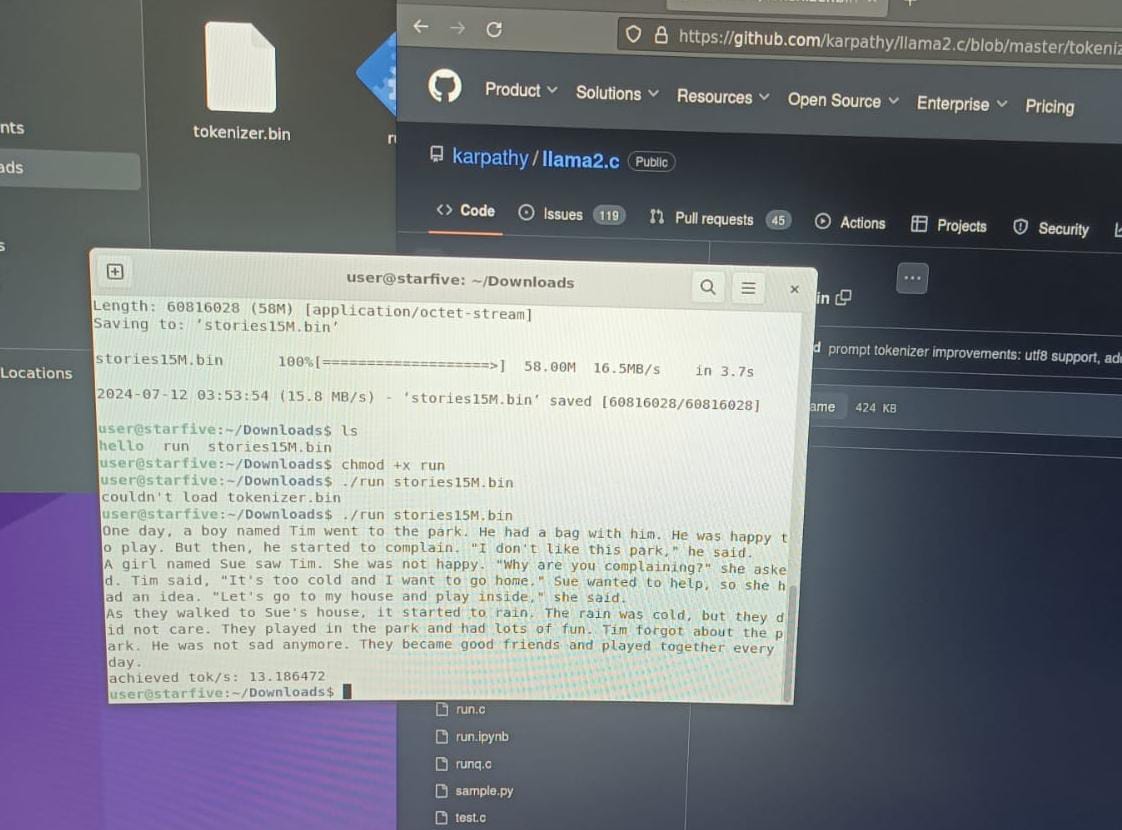 https://github.com/karpathy/llama2.c/blob/master/tokeniz
Product
Solutions
Resources
Open Source
Enterprise
Pricing
tokenizer.bin
nts
ads
s
Locations
karpathy / llama2.c Public
Code
Issues 119
Pull requests 45
Actions
Projects
Security
in
prompt tokenizer improvements: utf8 support, ad
ame
424 KB
user@starfive: ~/Downloads
Length: 60816028 (58M) [application/octet-stream]
Saving to: ‘stories15M.bin’
stories15M.bin 100%[===================>] 58.00M 16.5MB/s in 3.7s
2024-07-12 03:53:54 (15.8 MB/s) - ‘stories15M.bin’ saved [60816028/60816028]
user@starfive:~/Downloads$ ls
hello run stories15M.bin
user@starfive:~/Downloads$ chmod +x run
user@starfive:~/Downloads$ ./run stories15M.bin
couldn't load tokenizer.bin
user@starfive:~/Downloads$ ./run stories15M.bin
One day, a boy named Tim went to the park. He had a bag with him. He was happy t
o play. But then, he started to complain. "I don't like this park," he said.
A girl named Sue saw Tim. She was not happy. "Why are you complaining?" she aske
d. Tim said, "It's too cold and I want to go home." Sue wanted to help, so she h
ad an idea. "Let's go to my house and play inside," she said.
As they walked to Sue's house, it started to rain. The rain was cold, but they d
id not care. They played in the park and had lots of fun. Tim forgot about the p
ark. He was not sad anymore. They became good friends and played together every
day.
achieved tok/s: 13.186472
user@starfive:~/Downloads$
run.c
run.ipynb
runq.c
sample.py
test.c